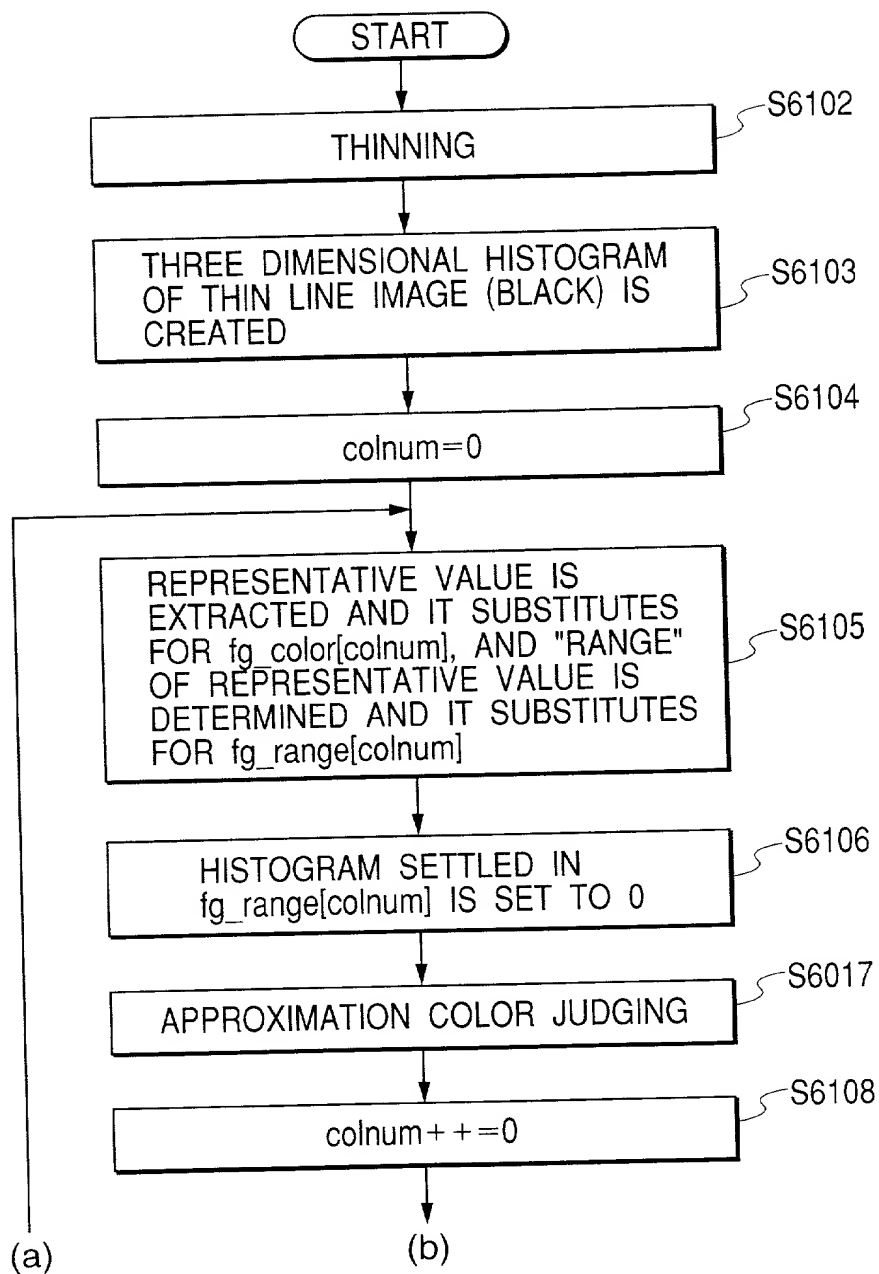 START
S6102
THINNING
S6103
THREE DIMENSIONAL HISTOGRAM
OF THIN LINE IMAGE (BLACK) IS
CREATED
S6104
colnum=0
S6105
REPRESENTATIVE VALUE IS
EXTRACTED AND IT SUBSTITUTES
FOR fg_color[colnum], AND "RANGE"
OF REPRESENTATIVE VALUE IS
DETERMINED AND IT SUBSTITUTES
FOR fg_range[colnum]
S6106
HISTOGRAM SETTLED IN
fg_range[colnum] IS SET TO 0
S6017
APPROXIMATION COLOR JUDGING
S6108
colnum++=0
(a)
(b)